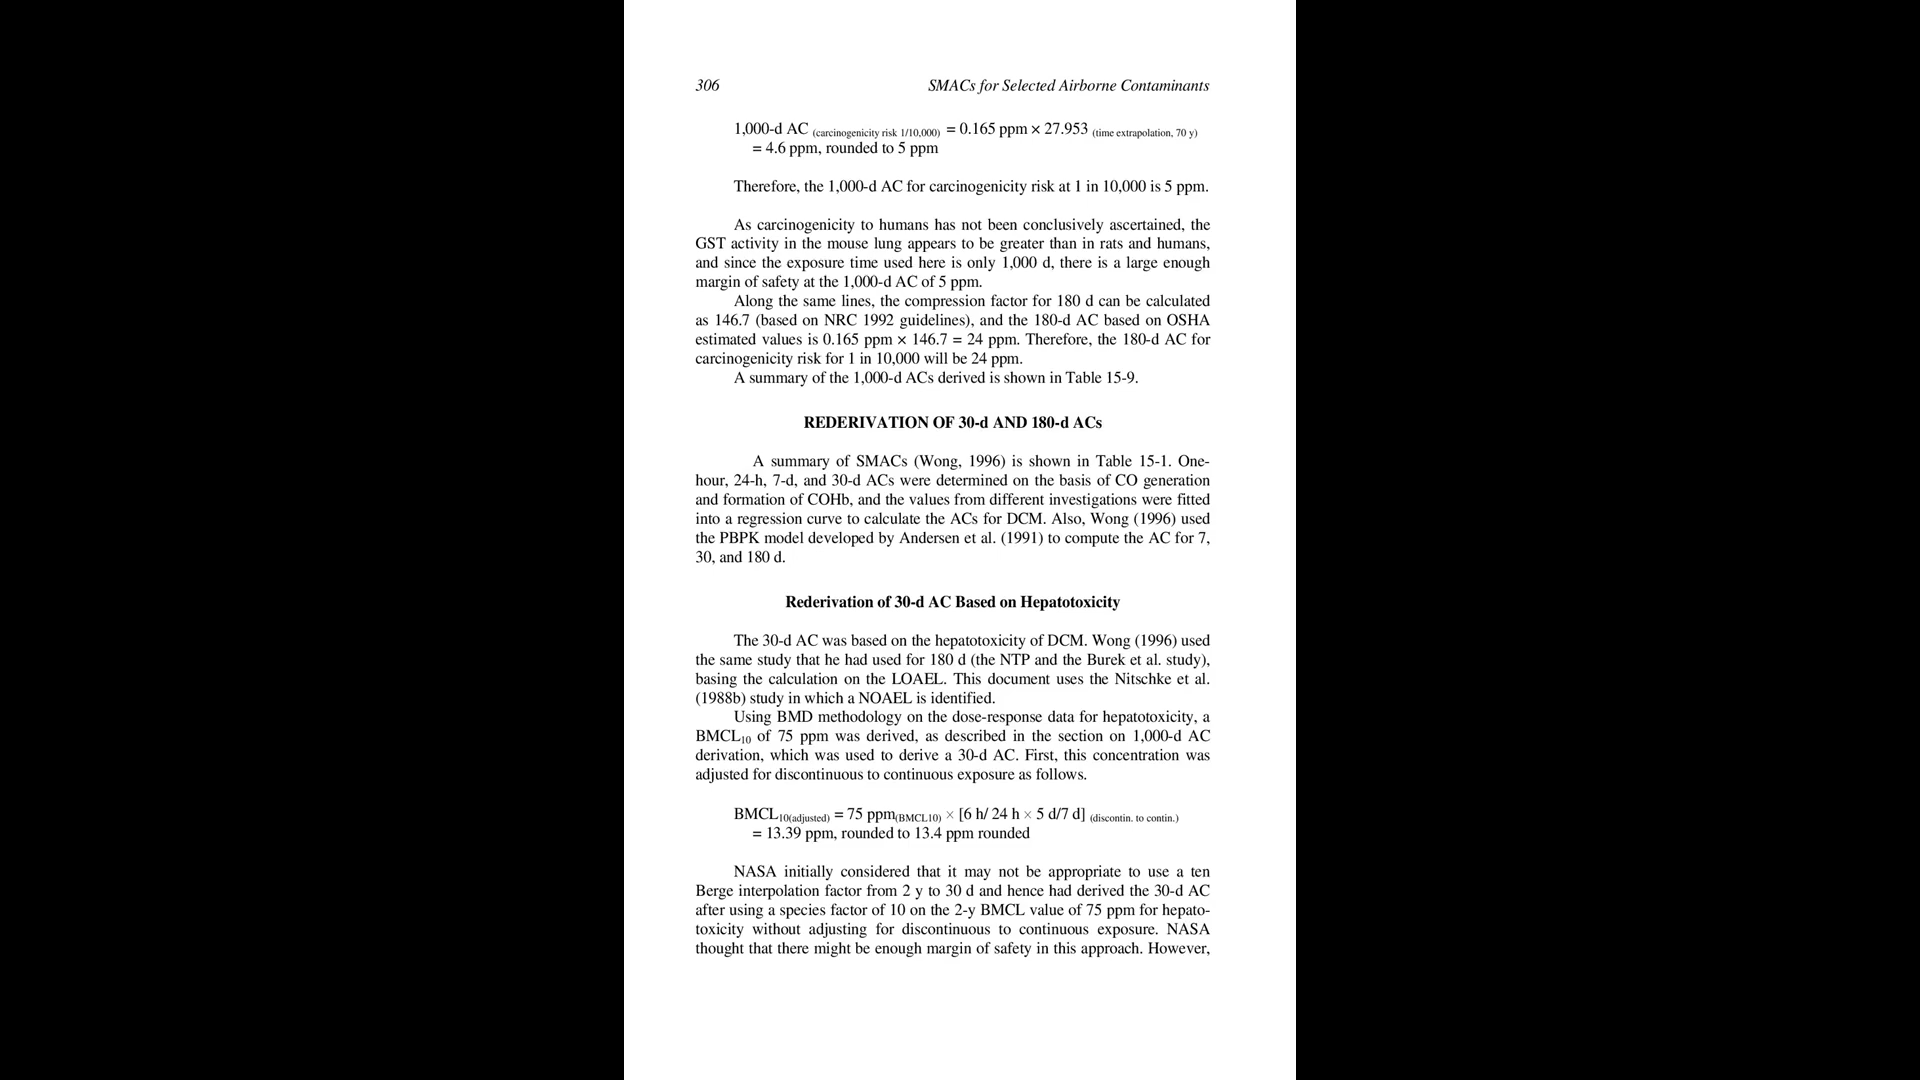 306 SMACs for Selected Airborne Contaminants
1,000-d AC (carcinogenicity risk 1/10,000) = 0.165 ppm × 27.953 (time extrapolation, 70 y)
= 4.6 ppm, rounded to 5 ppm
Therefore, the 1,000-d AC for carcinogenicity risk at 1 in 10,000 is 5 ppm.
As carcinogenicity to humans has not been conclusively ascertained, the
GST activity in the mouse lung appears to be greater than in rats and humans,
and since the exposure time used here is only 1,000 d, there is a large enough
margin of safety at the 1,000-d AC of 5 ppm.
Along the same lines, the compression factor for 180 d can be calculated
as 146.7 (based on NRC 1992 guidelines), and the 180-d AC based on OSHA
estimated values is 0.165 ppm × 146.7 = 24 ppm. Therefore, the 180-d AC for
carcinogenicity risk for 1 in 10,000 will be 24 ppm.
A summary of the 1,000-d ACs derived is shown in Table 15-9.
REDERIVATION OF 30-d AND 180-d ACs
A summary of SMACs (Wong, 1996) is shown in Table 15-1. One-
hour, 24-h, 7-d, and 30-d ACs were determined on the basis of CO generation
and formation of COHb, and the values from different investigations were fitted
into a regression curve to calculate the ACs for DCM. Also, Wong (1996) used
the PBPK model developed by Andersen et al. (1991) to compute the AC for 7,
30, and 180 d.
Rederivation of 30-d AC Based on Hepatotoxicity
The 30-d AC was based on the hepatotoxicity of DCM. Wong (1996) used
the same study that he had used for 180 d (the NTP and the Burek et al. study),
basing the calculation on the LOAEL. This document uses the Nitschke et al.
(1988b) study in which a NOAEL is identified.
Using BMD methodology on the dose-response data for hepatotoxicity, a
BMCL10 of 75 ppm was derived, as described in the section on 1,000-d AC
derivation, which was used to derive a 30-d AC. First, this concentration was
adjusted for discontinuous to continuous exposure as follows.
BMCL10(adjusted) = 75 ppm(BMCL10) × [6 h/ 24 h × 5 d/7 d] (discontin. to contin.)
= 13.39 ppm, rounded to 13.4 ppm rounded
NASA initially considered that it may not be appropriate to use a ten
Berge interpolation factor from 2 y to 30 d and hence had derived the 30-d AC
after using a species factor of 10 on the 2-y BMCL value of 75 ppm for hepato-
toxicity without adjusting for discontinuous to continuous exposure. NASA
thought that there might be enough margin of safety in this approach. However,